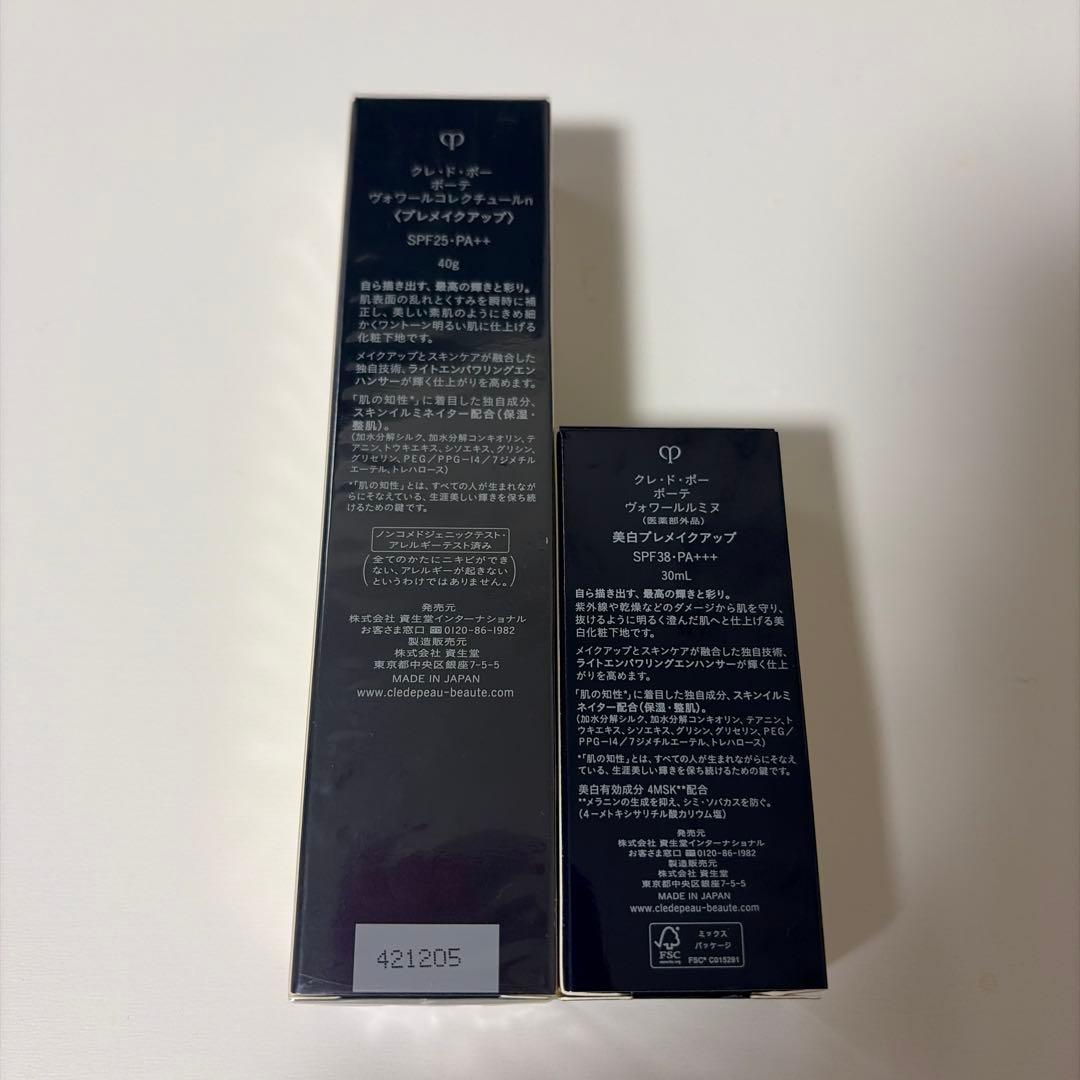 クレ・ド・ポー
ボーテ
ヴォワールコレクチュールn
〈プレメイクアップ〉
SPF25・PA++
40g
自ら描き出す、最高の輝きと彩り。
肌表面の乱れとくすみを瞬時に補
正し、美しい素肌のようにきめ細
かくワントーン明るい肌に仕上げる
化粧下地です。
メイクアップとスキンケアが融合した
独自技術、ライトエンパワリングエン
ハンサーが輝く仕上がりを高めます。
「肌の知性*」に着目した独自成分、
スキンイルミネイター配合(保湿・
整肌)。
(加水分解シルク、加水分解コンキオリン、テ
アニン、トウキエキス、シソエキス、グリシン、
グリセリン、PEG/PPG-14/7ジメチル
エーテル、トレハロース)
*「肌の知性」とは、すべての人が生まれなが
らにそなえている、生涯美しい輝きを保ち続
けるための鍵です。
ノンコメドジェニックテスト・
アレルギーテスト済み
(全てのかたにニキビができ
ない、アレルギーが起きない
というわけではありません。)
発売元
株式会社 資生堂インターナショナル
お客さま窓口 0120-86-1982
製造販売元
株式会社 資生堂
東京都中央区銀座7-5-5
MADE IN JAPAN
www.cledepeau-beaute.com
421205
クレ・ド・ポー
ボーテ
ヴォワールルミヌ
(医薬部外品)
美白プレメイクアップ
SPF38・PA+++
30mL
自ら描き出す、最高の輝きと彩り。
紫外線や乾燥などのダメージから肌を守り、
抜けるように明るく澄んだ肌へと仕上げる美
白化粧下地です。
メイクアップとスキンケアが融合した独自技術、
ライトエンパワリングエンハンサーが輝く仕上
がりを高めます。
「肌の知性*」に着目した独自成分、スキンイルミ
ネイター配合(保湿・整肌)。
(加水分解シルク、加水分解コンキオリン、テアニン、ト
ウキエキス、シソエキス、グリシン、グリセリン、PEG/
PPG-14/7ジメチルエーテル、トレハロース)
*「肌の知性」とは、すべての人が生まれながらにそなえ
ている、生涯美しい輝きを保ち続けるための鍵です。
美白有効成分 4MSK**配合
**メラニンの生成を抑え、シミ・ソバカスを防ぐ。
(4-メトキシサリチル酸カリウム塩)
発売元
株式会社 資生堂インターナショナル
お客さま窓口 0120-86-1982
製造販売元
株式会社 資生堂
東京都中央区銀座7-5-5
MADE IN JAPAN
www.cledepeau-beaute.com
FSC
www.fsc.org
ミックス
パッケージ
FSC® C015291